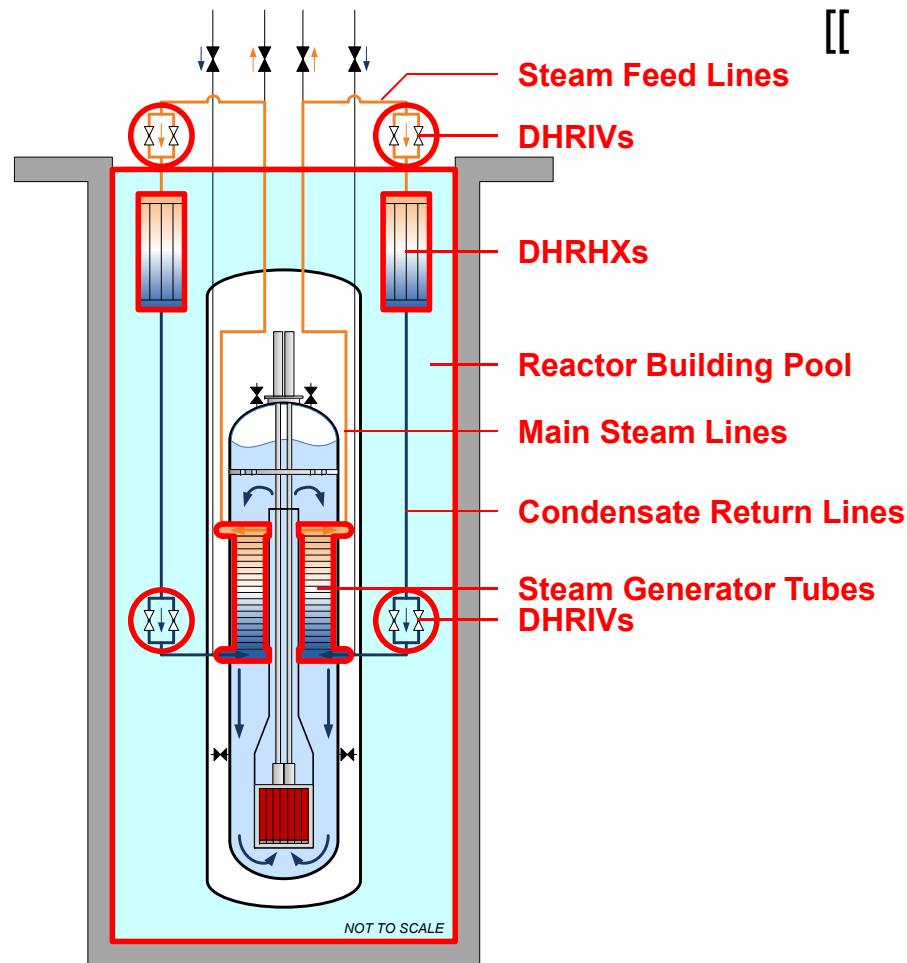 [[
Steam Feed Lines
DHRIVs
DHRHXs
Reactor Building Pool
Main Steam Lines
Condensate Return Lines
Steam Generator Tubes
DHRIVs
NOT TO SCALE